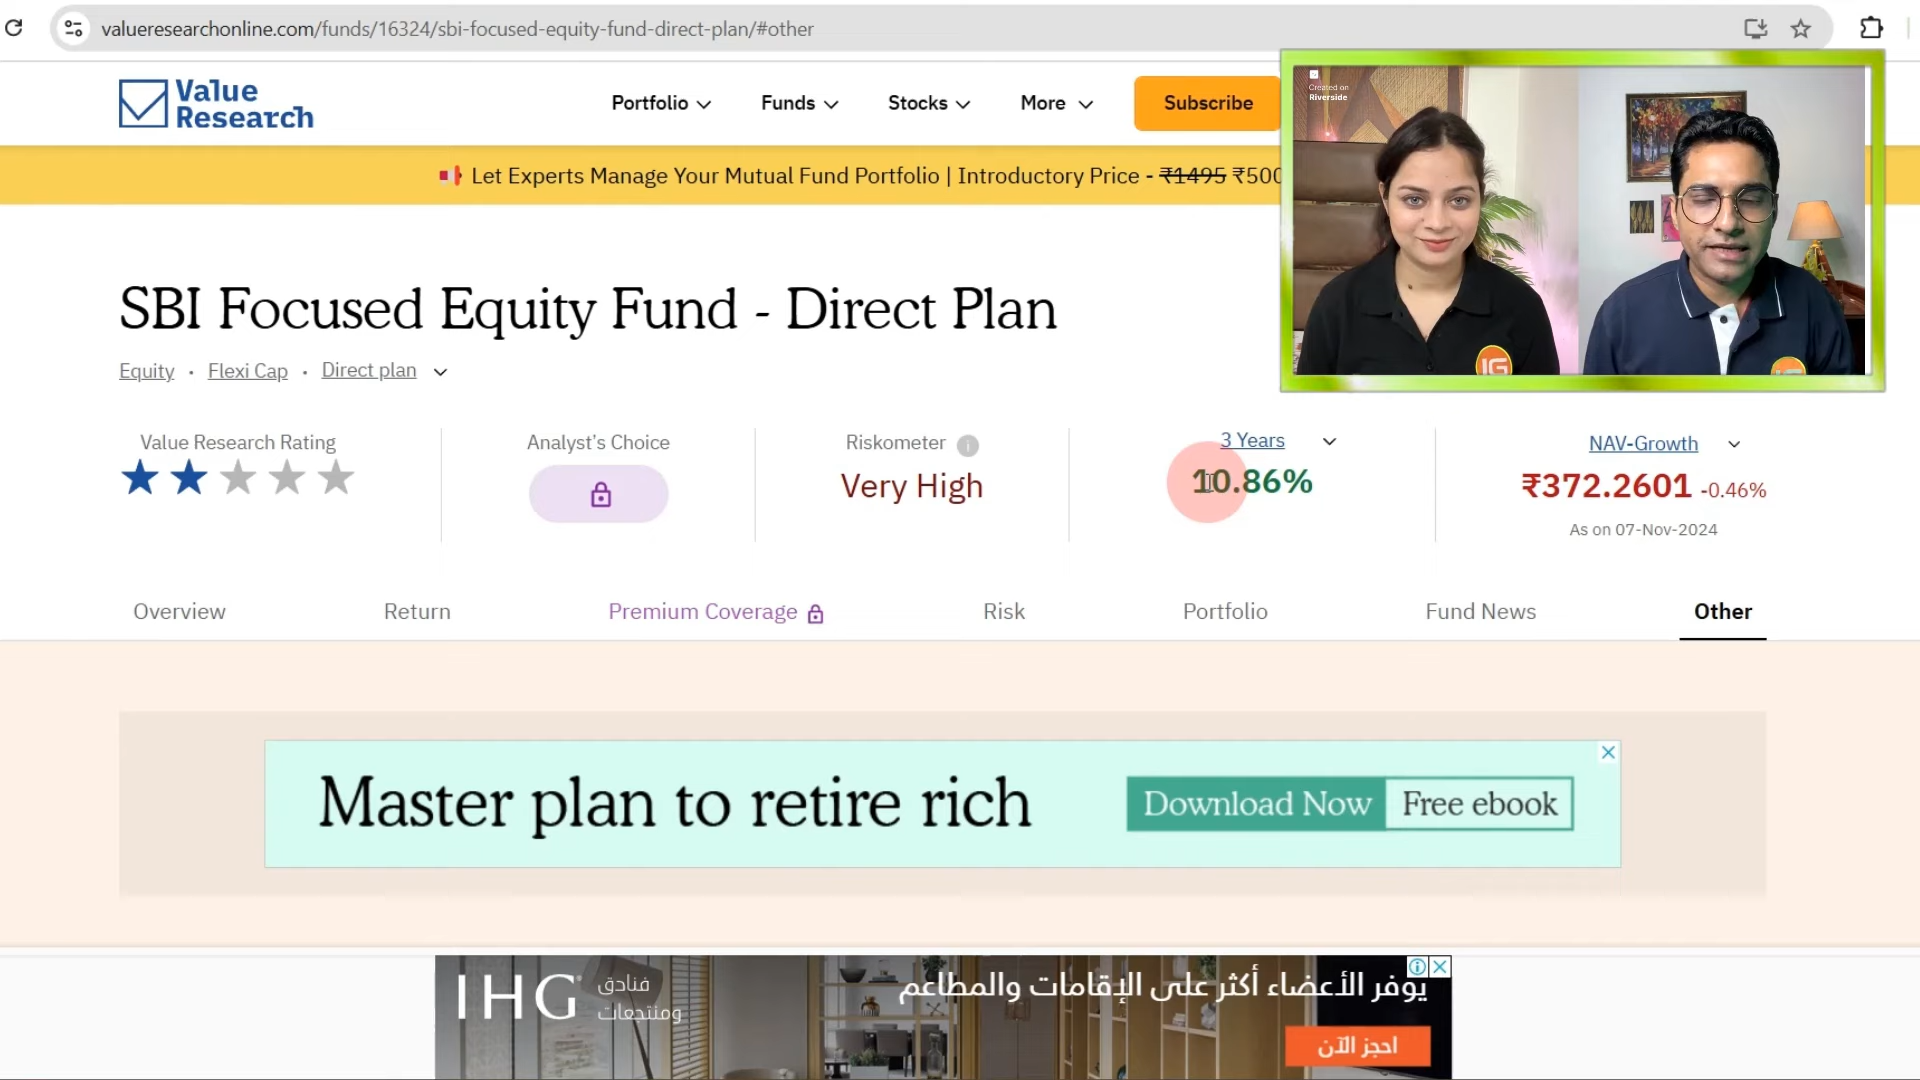 valueresearchonline.com/funds/16324/sbi-focused-equity-fund-direct-plan/#other
Value
Research
Portfolio
Funds
Stocks
More
Subscribe
Let Experts Manage Your Mutual Fund Portfolio | Introductory Price - ₹1495 ₹500
Created on
Riverside
IG
SBI Focused Equity Fund - Direct Plan
Equity · Flexi Cap · Direct plan
Value Research Rating
Analyst's Choice
Riskometer
Very High
3 Years
10.86%
NAV-Growth
₹372.2601 -0.46%
As on 07-Nov-2024
Overview
Return
Premium Coverage
Risk
Portfolio
Fund News
Other
Master plan to retire rich
Download Now
Free ebook
IHG
فنادق
ومنتجعات
يوفر الأعضاء أكثر على الإقامات والمطاعم
احجز الآن